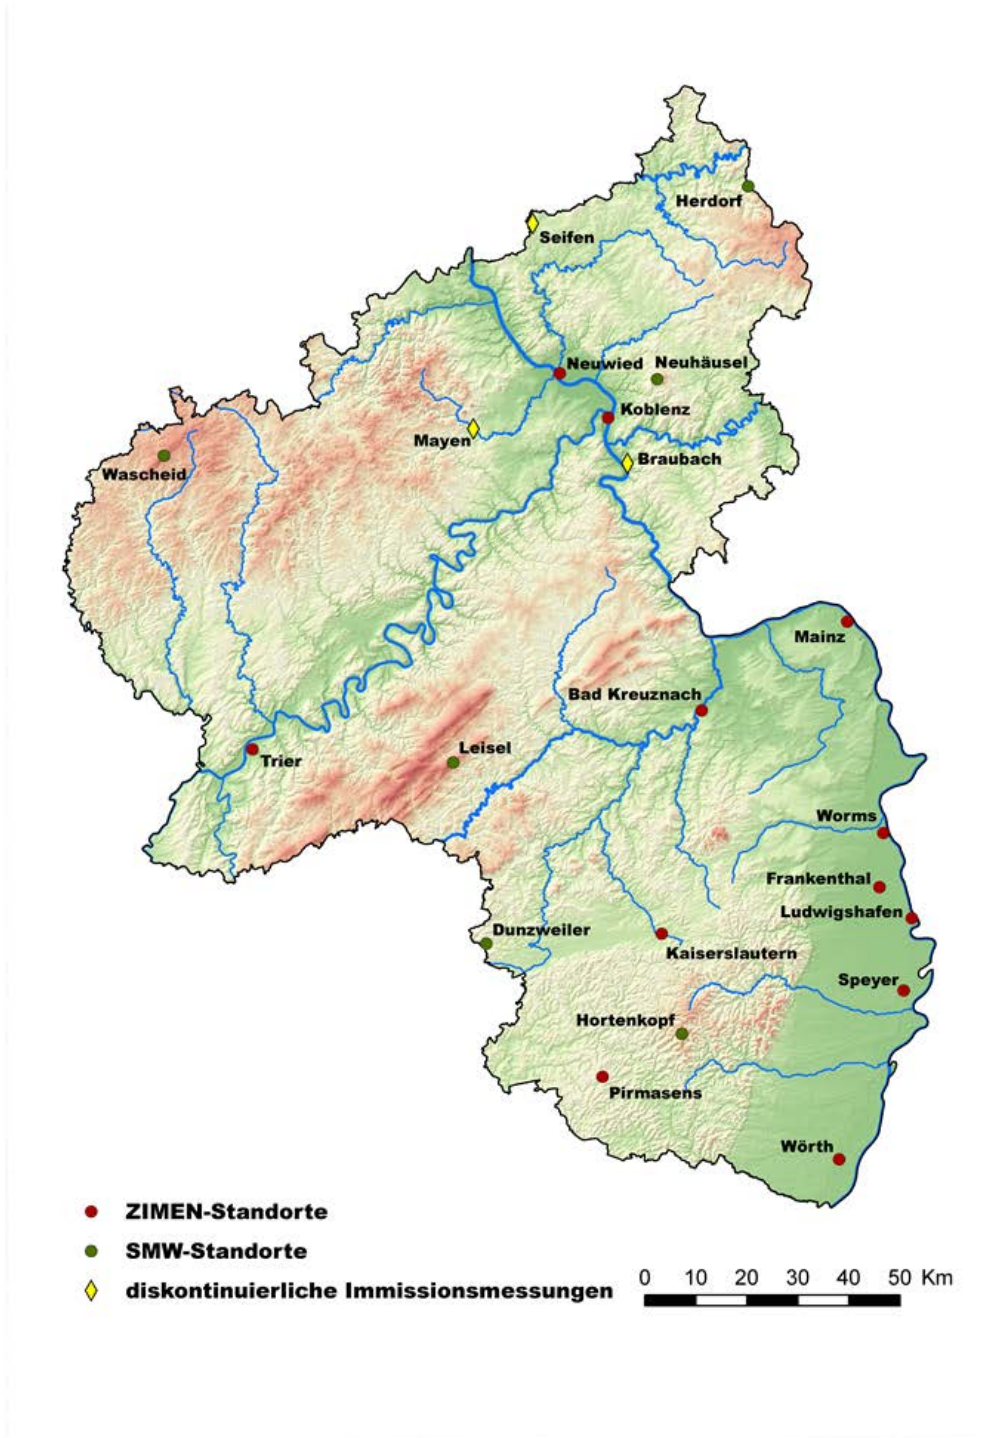 Herdorf
Seifen
Neuwied
Neuhäusel
Koblenz
Mayen
Braubach
Wascheid
Mainz
Bad Kreuznach
Leisel
Trier
Worms
Frankenthal
Ludwigshafen
Dunzweiler
Kaiserslautern
Speyer
Hortenkopf
Pirmasens
Wörth
ZIMEN-Standorte
SMW-Standorte
diskontinuierliche Immissionsmessungen
0 10 20 30 40 50 Km